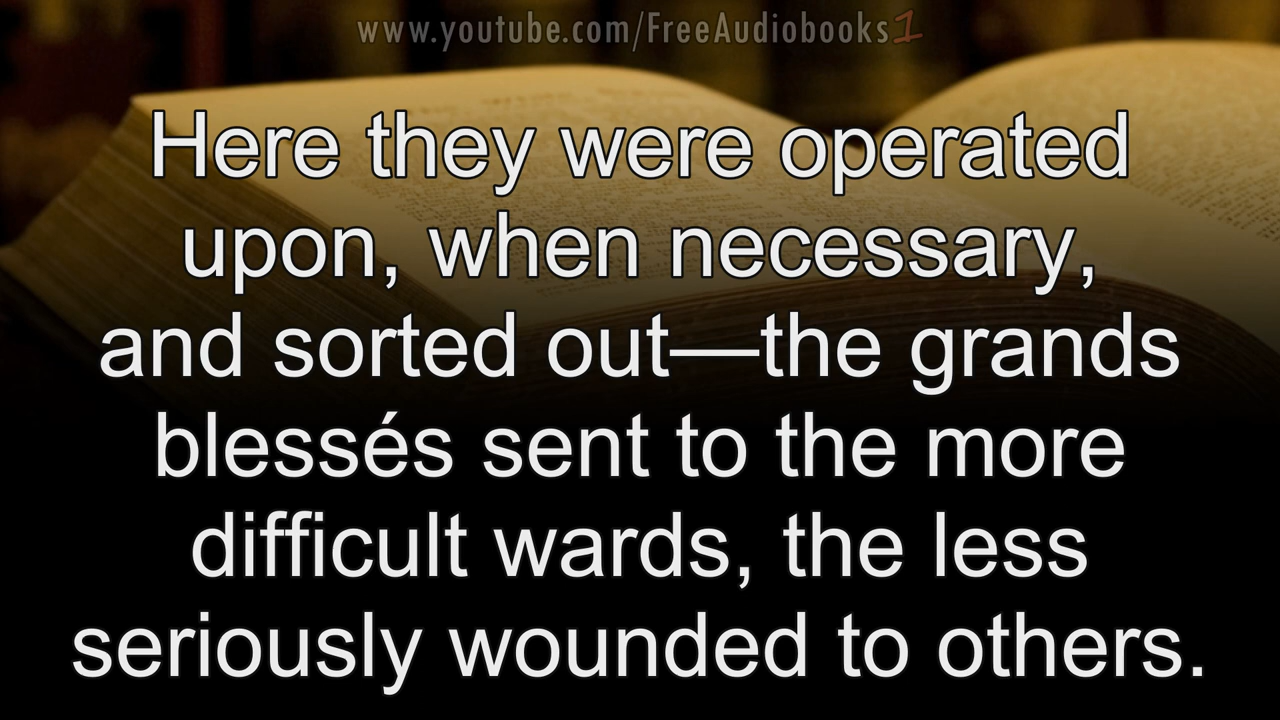 www.youtube.com/FreeAudiobooks1
Here they were operated
upon, when necessary,
and sorted out—the grands
blessés sent to the more
difficult wards, the less
seriously wounded to others.